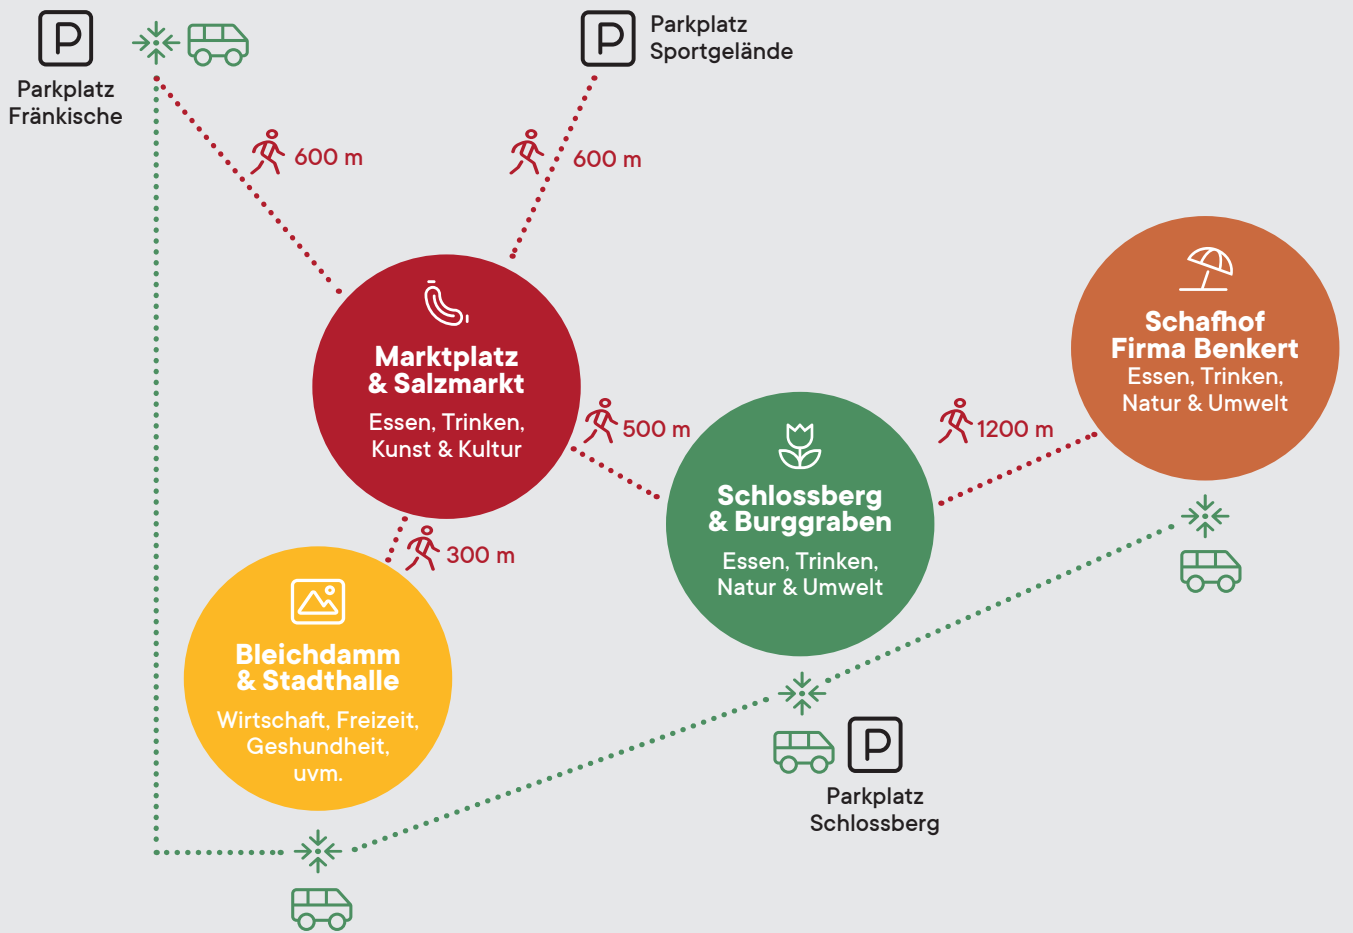 P
Parkplatz
Fränkische
P
Parkplatz
Sportgelände
600 m
600 m
Marktplatz
& Salzmarkt
Essen, Trinken,
Kunst & Kultur
Schafhof
Firma Benkert
Essen, Trinken,
Natur & Umwelt
500 m
1200 m
Schlossberg
& Burggraben
Essen, Trinken,
Natur & Umwelt
300 m
Bleichdamm
& Stadthalle
Wirtschaft, Freizeit,
Geshundheit,
uvm.
P
Parkplatz
Schlossberg